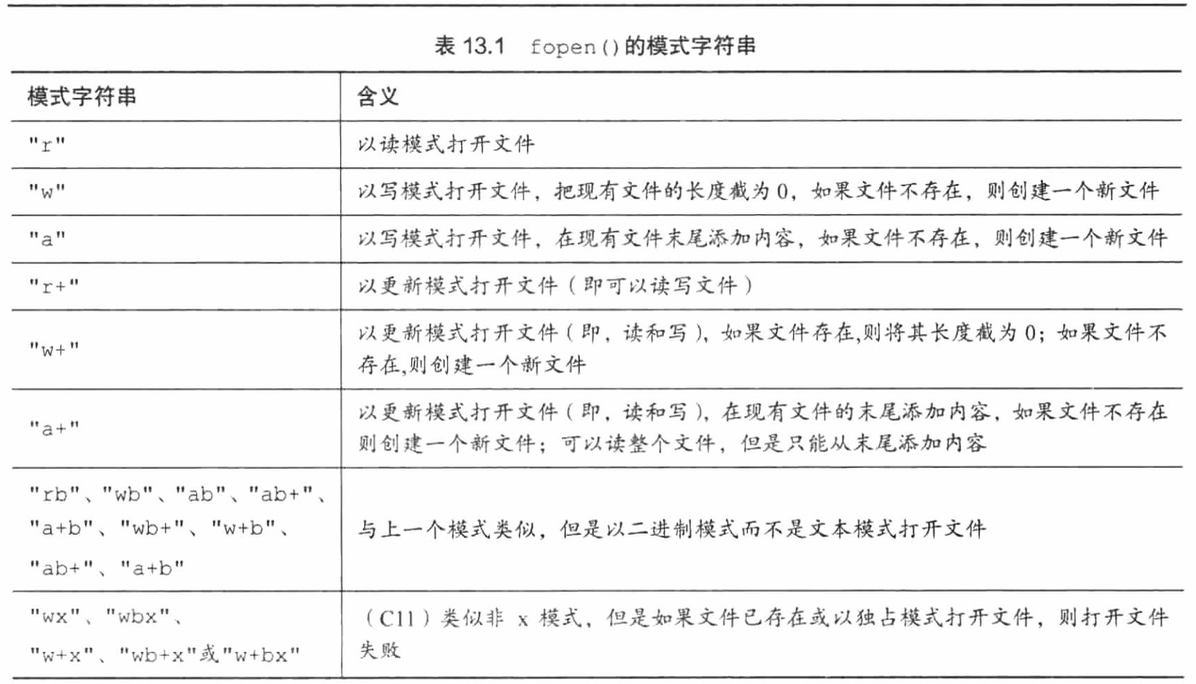 表 13.1 fopen()的模式字符串
模式字符串 含义
"r" 以读模式打开文件
"w" 以写模式打开文件，把现有文件的长度截为 0，如果文件不存在，则创建一个新文件
"a" 以写模式打开文件，在现有文件末尾添加内容，如果文件不存在，则创建一个新文件
"r+" 以更新模式打开文件（即可以读写文件）
"w+" 以更新模式打开文件（即，读和写），如果文件存在,则将其长度截为 0；如果文件不
存在,则创建一个新文件
"a+" 以更新模式打开文件（即，读和写），在现有文件的末尾添加内容，如果文件不存在
则创建一个新文件；可以读整个文件，但是只能从末尾添加内容
"rb"、"wb"、"ab"、"ab+"、
"a+b"、"wb+"、"w+b"、
"ab+"、"a+b"
与上一个模式类似，但是以二进制模式而不是文本模式打开文件
"wx"、"wbx"、
"w+x"、"wb+x"或"w+bx"
（C11）类似非 x 模式，但是如果文件已存在或以独占模式打开文件，则打开文件
失败